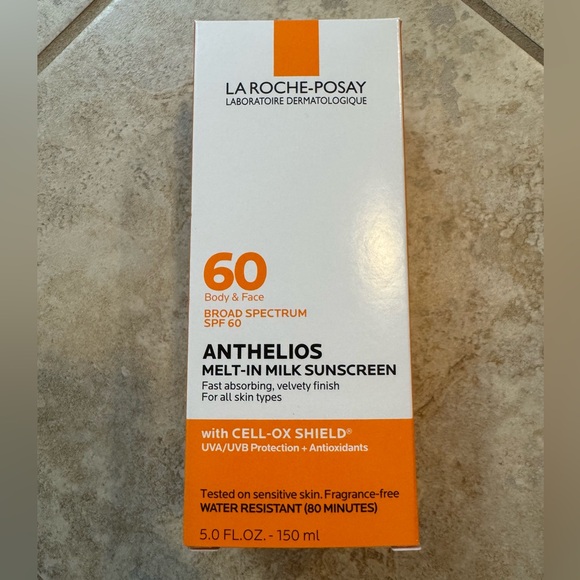 LA ROCHE-POSAY
LABORATOIRE DERMATOLOGIQUE
60
Body & Face
BROAD SPECTRUM
SPF 60
ANTHELIOS
MELT-IN MILK SUNSCREEN
Fast absorbing, velvety finish
For all skin types
with CELL-OX SHIELD®
UVA/UVB Protection + Antioxidants
Tested on sensitive skin. Fragrance-free
WATER RESISTANT (80 MINUTES)
5.0 FL.OZ. - 150 ml